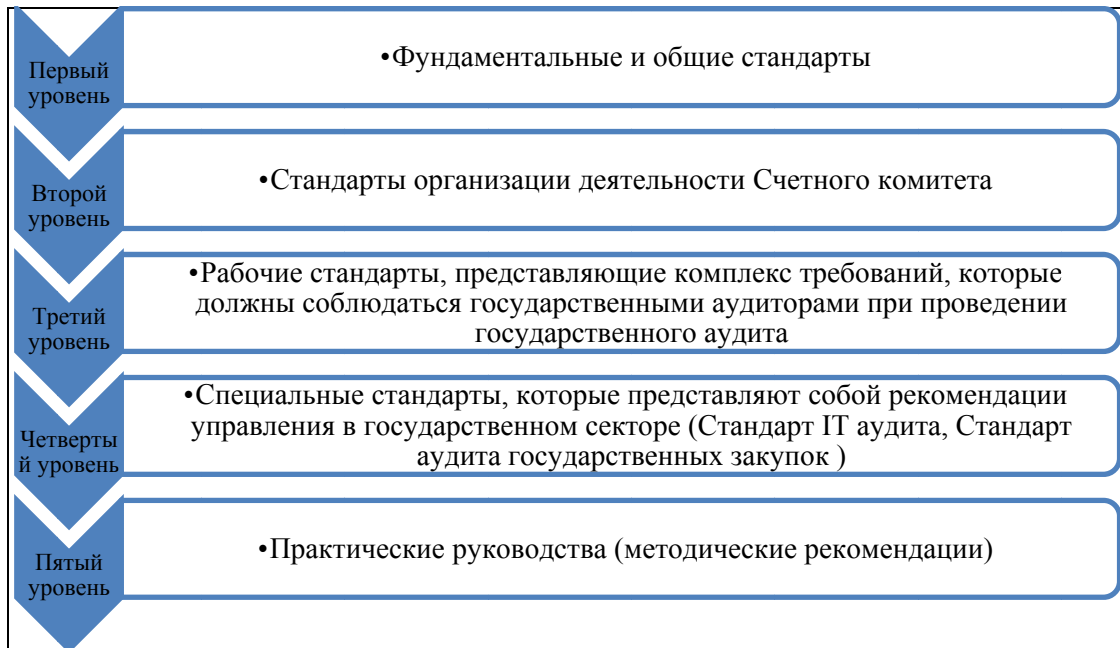 Первый
уровень
•Фундаментальные и общие стандарты
Второй
уровень
•Стандарты организации деятельности Счетного комитета
Третий
уровень
•Рабочие стандарты, представляющие комплекс требований, которые
должны соблюдаться государственными аудиторами при проведении
государственного аудита
Четверты
й уровень
•Специальные стандарты, которые представляют собой рекомендации
управления в государственном секторе (Стандарт IT аудита, Стандарт
аудита государственных закупок )
Пятый
уровень
•Практические руководства (методические рекомендации)